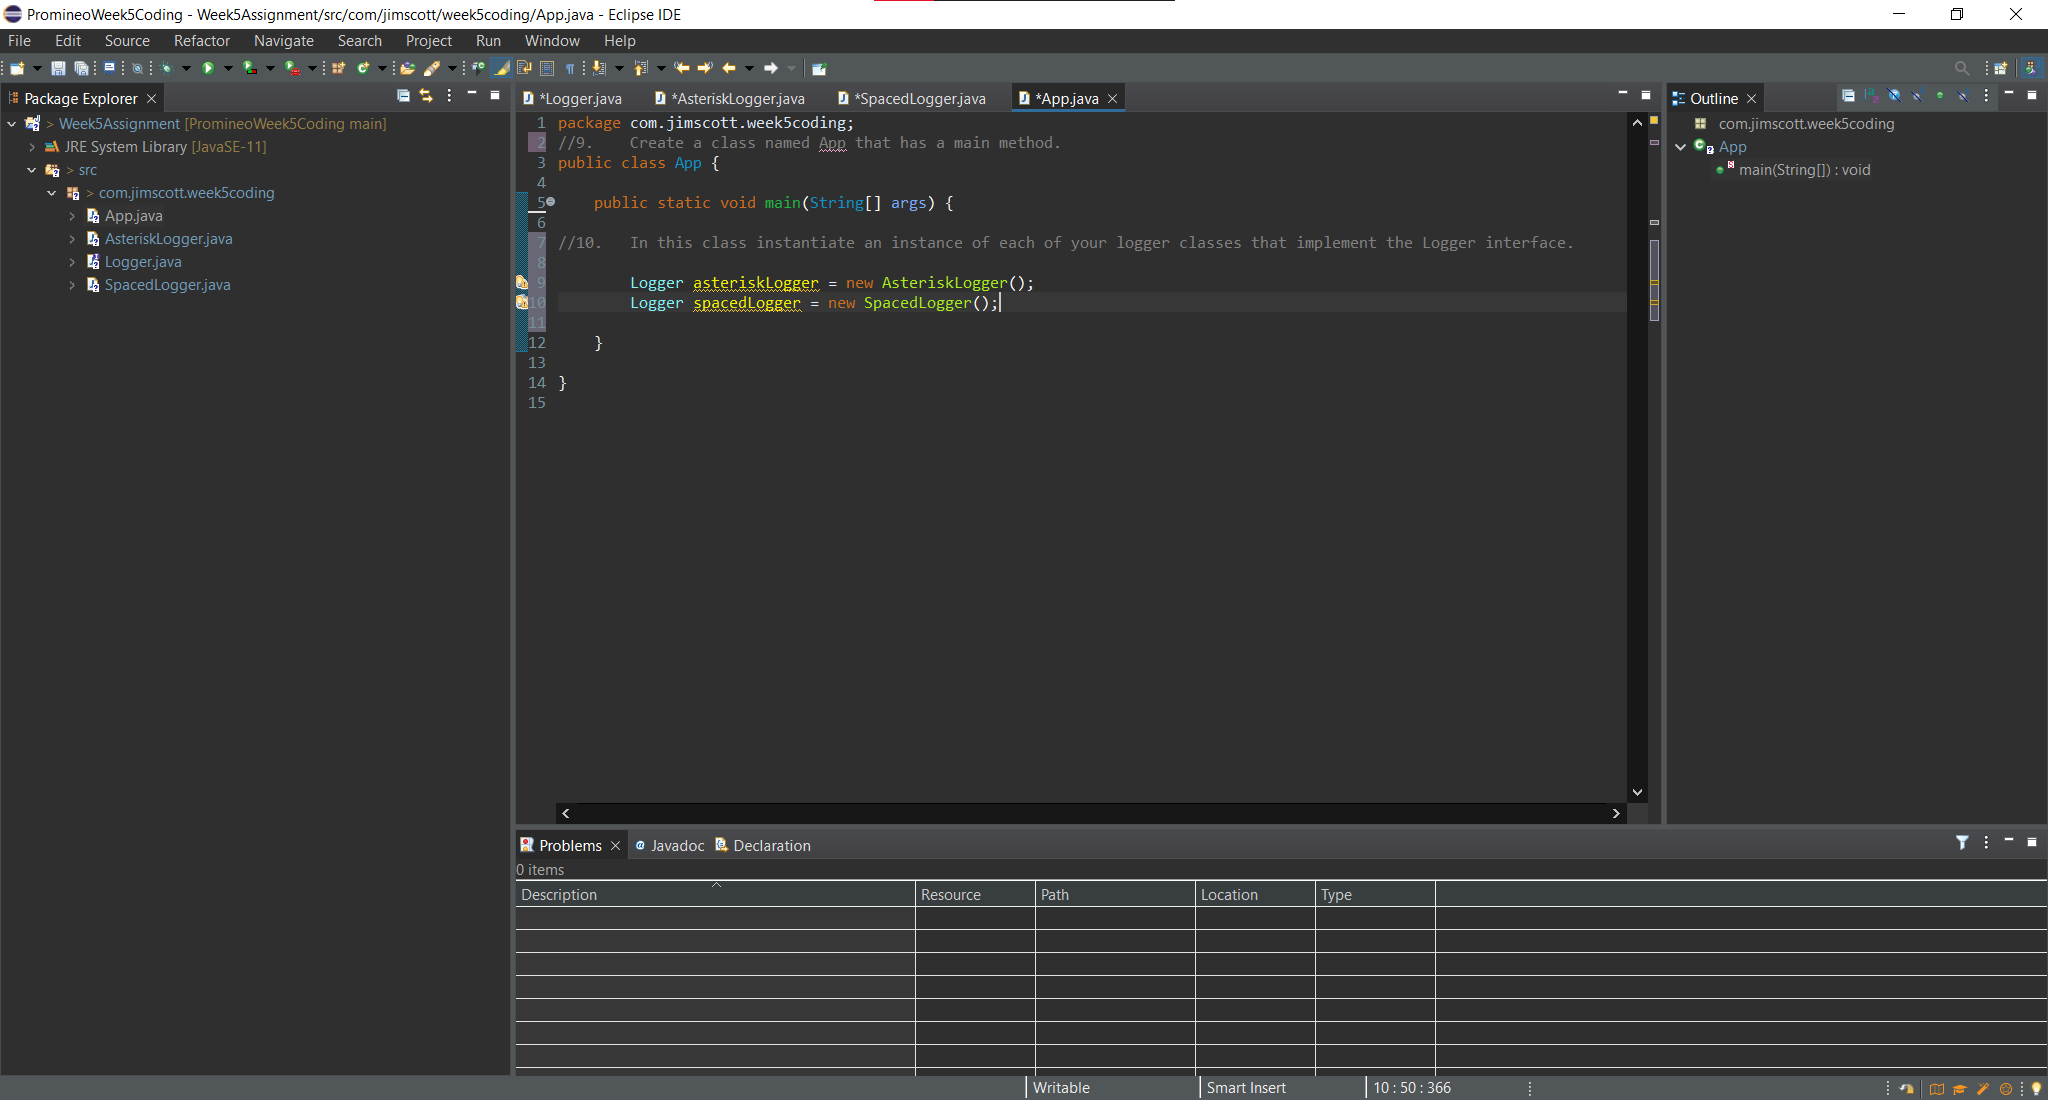 PromineoWeek5Coding - Week5Assignment/src/com/jimscott/week5coding/App.java - Eclipse IDE
File Edit Source Refactor Navigate Search Project Run Window Help
Package Explorer
> Week5Assignment [PromineoWeek5Coding main]
JRE System Library [JavaSE-11]
> src
> com.jimscott.week5coding
App.java
AsteriskLogger.java
Logger.java
SpacedLogger.java
*Logger.java *AsteriskLogger.java *SpacedLogger.java *App.java
1 package com.jimscott.week5coding;
2 //9. Create a class named App that has a main method.
3 public class App {
4
5 public static void main(String[] args) {
6
7 //10. In this class instantiate an instance of each of your logger classes that implement the Logger interface.
8
9 Logger asteriskLogger = new AsteriskLogger();
10 Logger spacedLogger = new SpacedLogger();
11
12 }
13
14 }
15
Outline
com.jimscott.week5coding
App
main(String[]) : void
Problems Javadoc Declaration
0 items
Description Resource Path Location Type
Writable Smart Insert 10 : 50 : 366